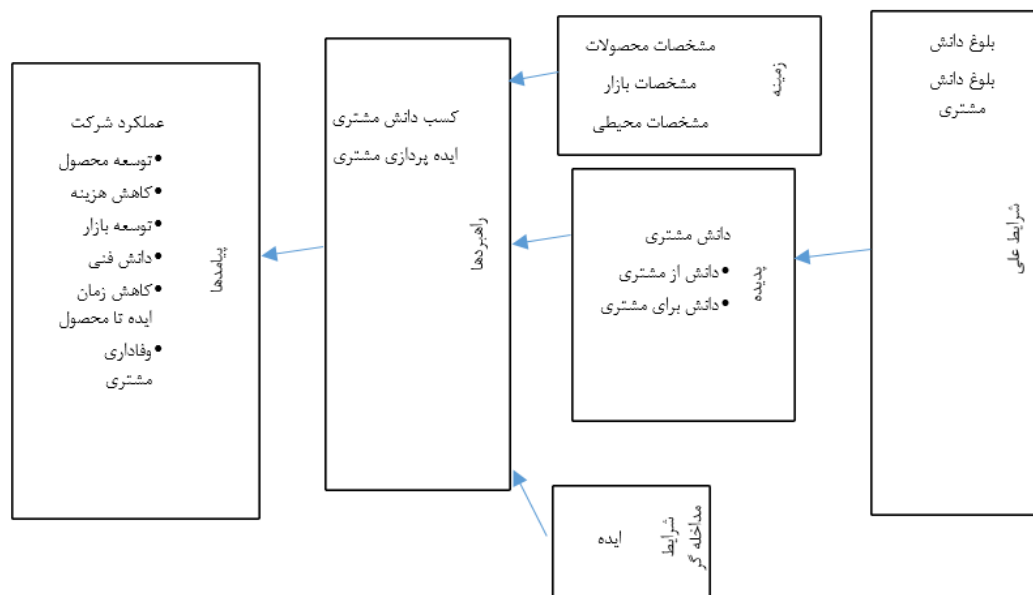 بلوغ دانش
بلوغ دانش
مشتری
شرایط علی
مشخصات محصولات
مشخصات بازار
مشخصات محیطی
زمینه
دانش مشتری
•دانش از مشتری
•دانش برای مشتری
پدیده
ایده
شرایط
مداخله گر
کسب دانش مشتری
ایده پردازی مشتری
راهبردها
عملکرد شرکت
•توسعه محصول
•کاهش هزینه
•توسعه بازار
•دانش فنی
•کاهش زمان
ایده تا محصول
•وفاداری
مشتری
پیامدها